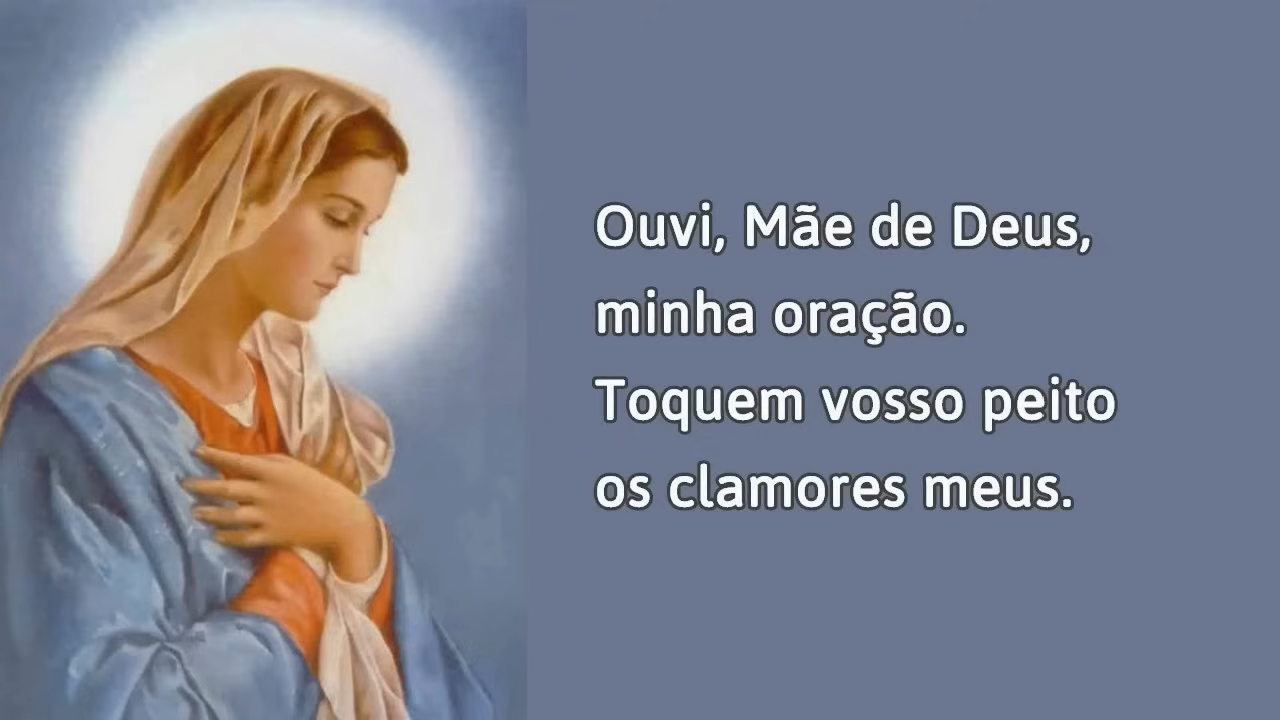 Ouvi, Mãe de Deus,
minha oração.
Toquem vosso peito
os clamores meus.